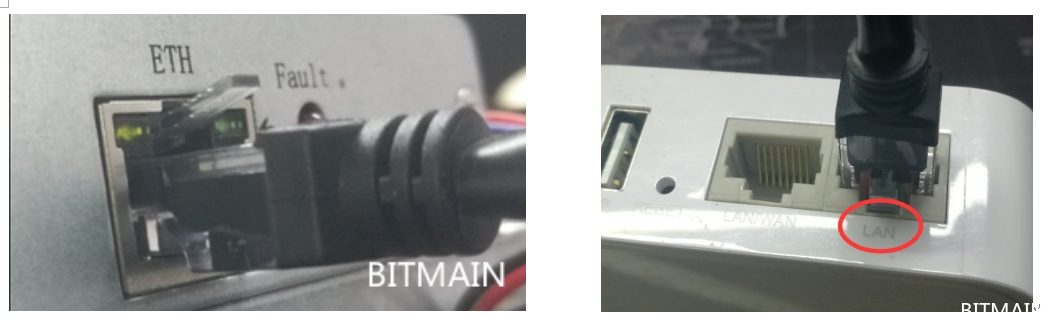 ETH
Fault
BITMAIN
RESET
LAN/WAN
LAN
BITMAIN